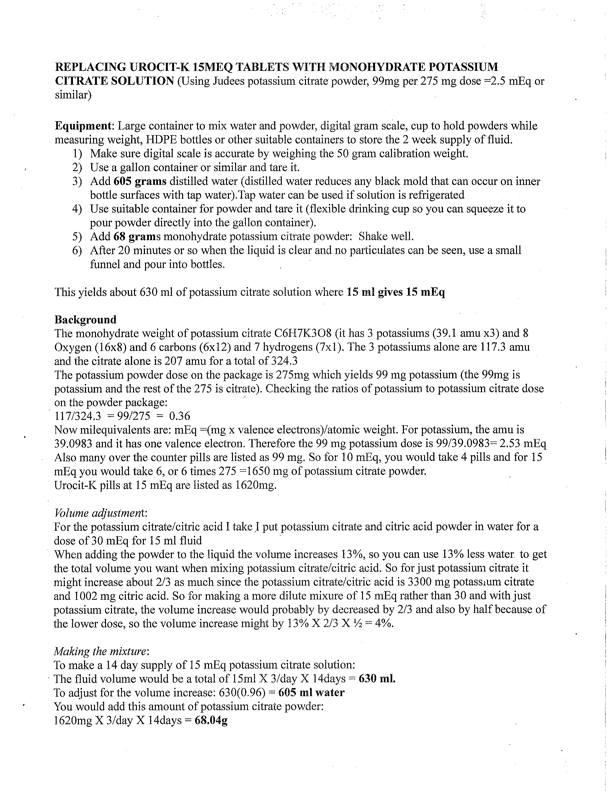 REPLACING UROCIT-K 15MEQ TABLETS WITH MONOHYDRATE POTASSIUM
CITRATE SOLUTION (Using Judees potassium citrate powder, 99mg per 275 mg dose =2.5 mEq or
similar)
Equipment: Large container to mix water and powder, digital gram scale, cup to hold powders while
measuring weight, HDPE bottles or other suitable containers to store the 2 week supply of fluid.
1) Make sure digital scale is accurate by weighing the 50 gram calibration weight.
2) Use a gallon container or similar and tare it.
3) Add 605 grams distilled water (distilled water reduces any black mold that can occur on inner
bottle surfaces with tap water).Tap water can be used if solution is refrigerated
4) Use suitable container for powder and tare it (flexible drinking cup so you can squeeze it to
pour powder directly into the gallon container).
5) Add 68 grams monohydrate potassium citrate powder: Shake well.
6) After 20 minutes or so when the liquid is clear and no particulates can be seen, use a small
funnel and pour into bottles.
This yields about 630 ml of potassium citrate solution where 15 ml gives 15 mEq
Background
The monohydrate weight of potassium citrate C6H7K3O8 (it has 3 potassiums (39.1 amu x3) and 8
Oxygen (16x8) and 6 carbons (6x12) and 7 hydrogens (7x1). The 3 potassiums alone are 117.3 amu
and the citrate alone is 207 amu for a total of 324.3
The potassium powder dose on the package is 275mg which yields 99 mg potassium (the 99mg is
potassium and the rest of the 275 is citrate). Checking the ratios of potassium to potassium citrate dose
on the powder package:
117/324.3 = 99/275 = 0.36
Now milequivalents are: mEq =(mg x valence electrons)/atomic weight. For potassium, the amu is
39.0983 and it has one valence electron. Therefore the 99 mg potassium dose is 99/39.0983= 2.53 mEq
Also many over the counter pills are listed as 99 mg. So for 10 mEq, you would take 4 pills and for 15
mEq you would take 6, or 6 times 275 =1650 mg of potassium citrate powder.
Urocit-K pills at 15 mEq are listed as 1620mg.
Volume adjustment:
For the potassium citrate/citric acid I take I put potassium citrate and citric acid powder in water for a
dose of 30 mEq for 15 ml fluid
When adding the powder to the liquid the volume increases 13%, so you can use 13% less water to get
the total volume you want when mixing potassium citrate/citric acid. So for just potassium citrate it
might increase about 2/3 as much since the potassium citrate/citric acid is 3300 mg potassium citrate
and 1002 mg citric acid. So for making a more dilute mixure of 15 mEq rather than 30 and with just
potassium citrate, the volume increase would probably by decreased by 2/3 and also by half because of
the lower dose, so the volume increase might by 13% X 2/3 X ½ = 4%.
Making the mixture:
To make a 14 day supply of 15 mEq potassium citrate solution:
The fluid volume would be a total of 15ml X 3/day X 14days = 630 ml.
To adjust for the volume increase: 630(0.96) = 605 ml water
You would add this amount of potassium citrate powder:
1620mg X 3/day X 14days = 68.04g